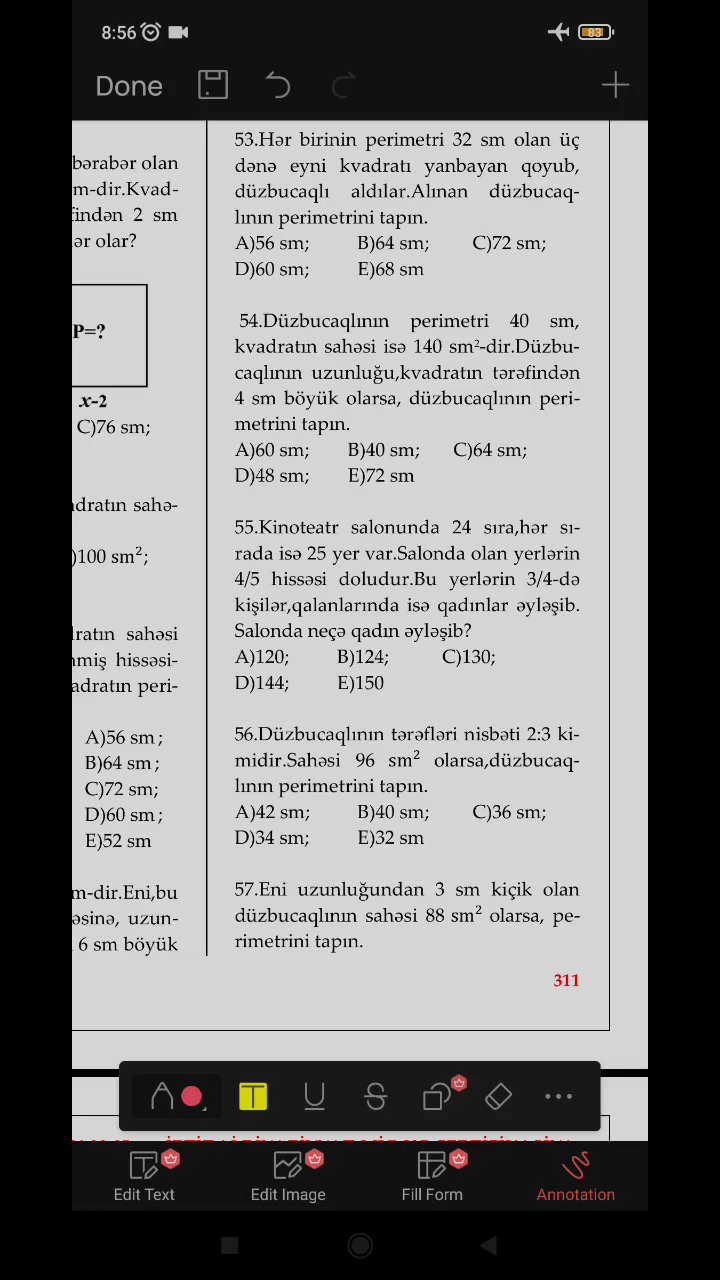 8:56
83
Done
bərabər olan
m-dir.Kvad-
findən 2 sm
ər olar?
P=?
x-2
C)76 sm;
dratın sahə-
)100 sm²;
dratın sahəsi
miş hissəsi-
adratın peri-
A)56 sm;
B)64 sm;
C)72 sm;
D)60 sm;
E)52 sm
m-dir.Eni,bu
əsinə, uzun-
6 sm böyük
53.Hər birinin perimetri 32 sm olan üç
dənə eyni kvadratı yanbayan qoyub,
düzbucaqlı aldılar.Alınan düzbucaq-
lının perimetrini tapın.
A)56 sm; B)64 sm; C)72 sm;
D)60 sm; E)68 sm
54.Düzbucaqlının perimetri 40 sm,
kvadratın sahəsi isə 140 sm²-dir.Düzbu-
caqlının uzunluğu,kvadratın tərəfindən
4 sm böyük olarsa, düzbucaqlının peri-
metrini tapın.
A)60 sm; B)40 sm; C)64 sm;
D)48 sm; E)72 sm
55.Kinoteatr salonunda 24 sıra,hər sı-
rada isə 25 yer var.Salonda olan yerlərin
4/5 hissəsi doludur.Bu yerlərin 3/4-də
kişilər,qalanlarında isə qadınlar əyləşib.
Salonda neçə qadın əyləşib?
A)120; B)124; C)130;
D)144; E)150
56.Düzbucaqlının tərəfləri nisbəti 2:3 ki-
midir.Sahəsi 96 sm² olarsa,düzbucaq-
lının perimetrini tapın.
A)42 sm; B)40 sm; C)36 sm;
D)34 sm; E)32 sm
57.Eni uzunluğundan 3 sm kiçik olan
düzbucaqlının sahəsi 88 sm² olarsa, pe-
rimetrini tapın.
311
T
U
S
Edit Text
Edit Image
Fill Form
Annotation